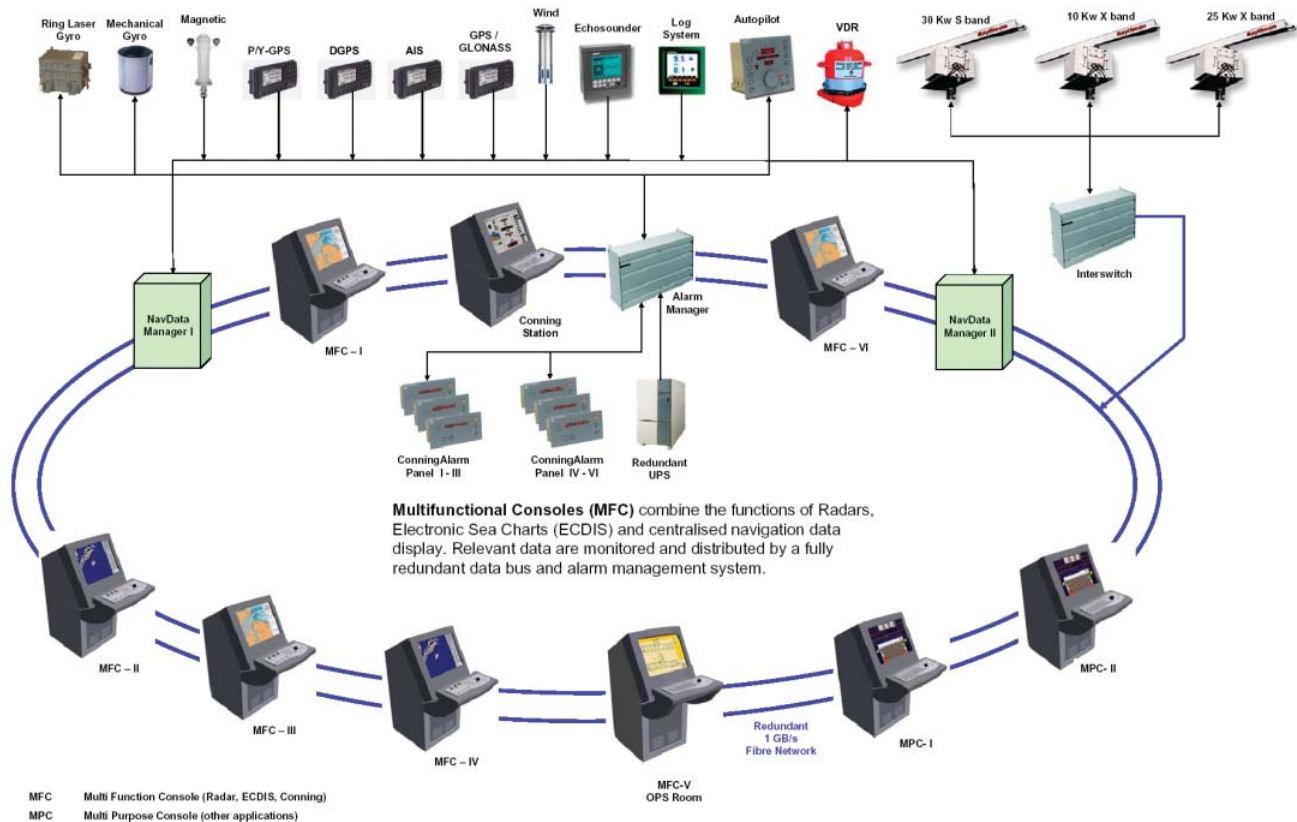 Ring Laser
Gyro
Mechanical
Gyro
Magnetic
P/Y-GPS
DGPS
AIS
GPS /
GLONASS
Wind
Echosounder
Log
System
Autopilot
VDR
30 Kw S band
10 Kw X band
25 Kw X band
Interswitch
NavData
Manager I
MFC – I
Conning
Station
Alarm
Manager
MFC – VI
NavData
Manager II
ConningAlarm
Panel I - III
ConningAlarm
Panel IV - VI
Redundant
UPS
Multifunctional Consoles (MFC) combine the functions of Radars,
Electronic Sea Charts (ECDIS) and centralised navigation data
display. Relevant data are monitored and distributed by a fully
redundant data bus and alarm management system.
MFC – II
MFC – III
MFC – IV
MFC-V
OPS Room
Redundant
1 GB/s
Fibre Network
MPC- I
MPC- II
MFC Multi Function Console (Radar, ECDIS, Conning)
MPC Multi Purpose Console (other applications)